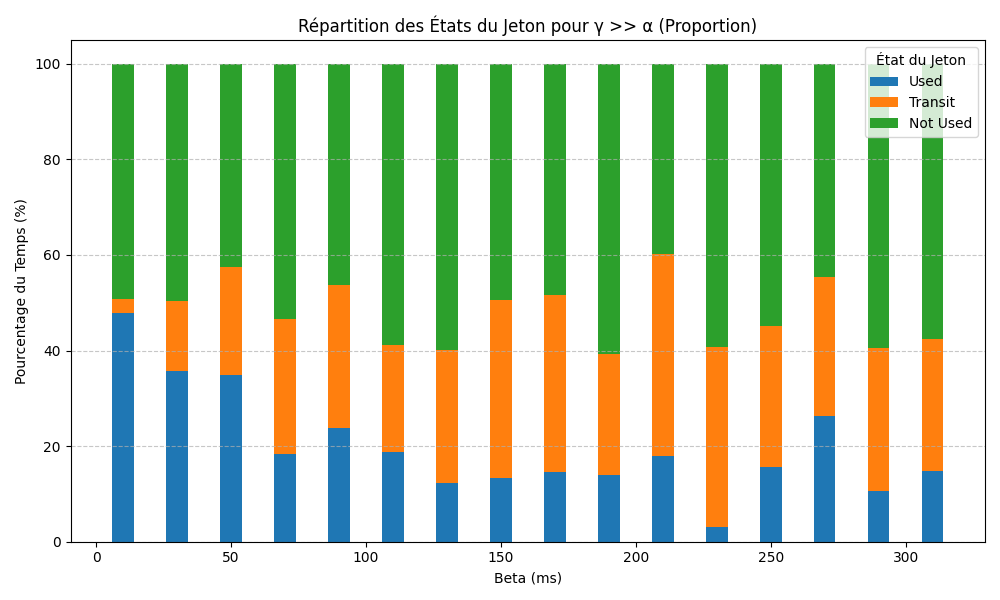 Répartition des États du Jeton pour γ >> α (Proportion)
État du Jeton
Used
Transit
Not Used
Pourcentage du Temps (%)
100
80
60
40
20
0
0 50 100 150 200 250 300
Beta (ms)